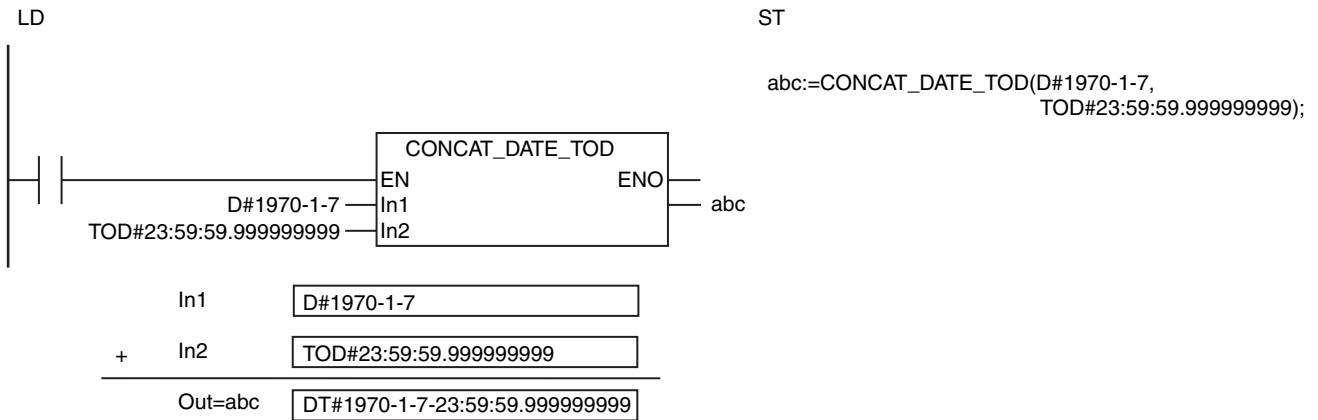 LD
ST
abc:=CONCAT_DATE_TOD(D#1970-1-7,
TOD#23:59:59.999999999);
CONCAT_DATE_TOD
EN ENO
D#1970-1-7 In1 abc
TOD#23:59:59.999999999 In2
In1 D#1970-1-7
+ In2 TOD#23:59:59.999999999
Out=abc DT#1970-1-7-23:59:59.999999999